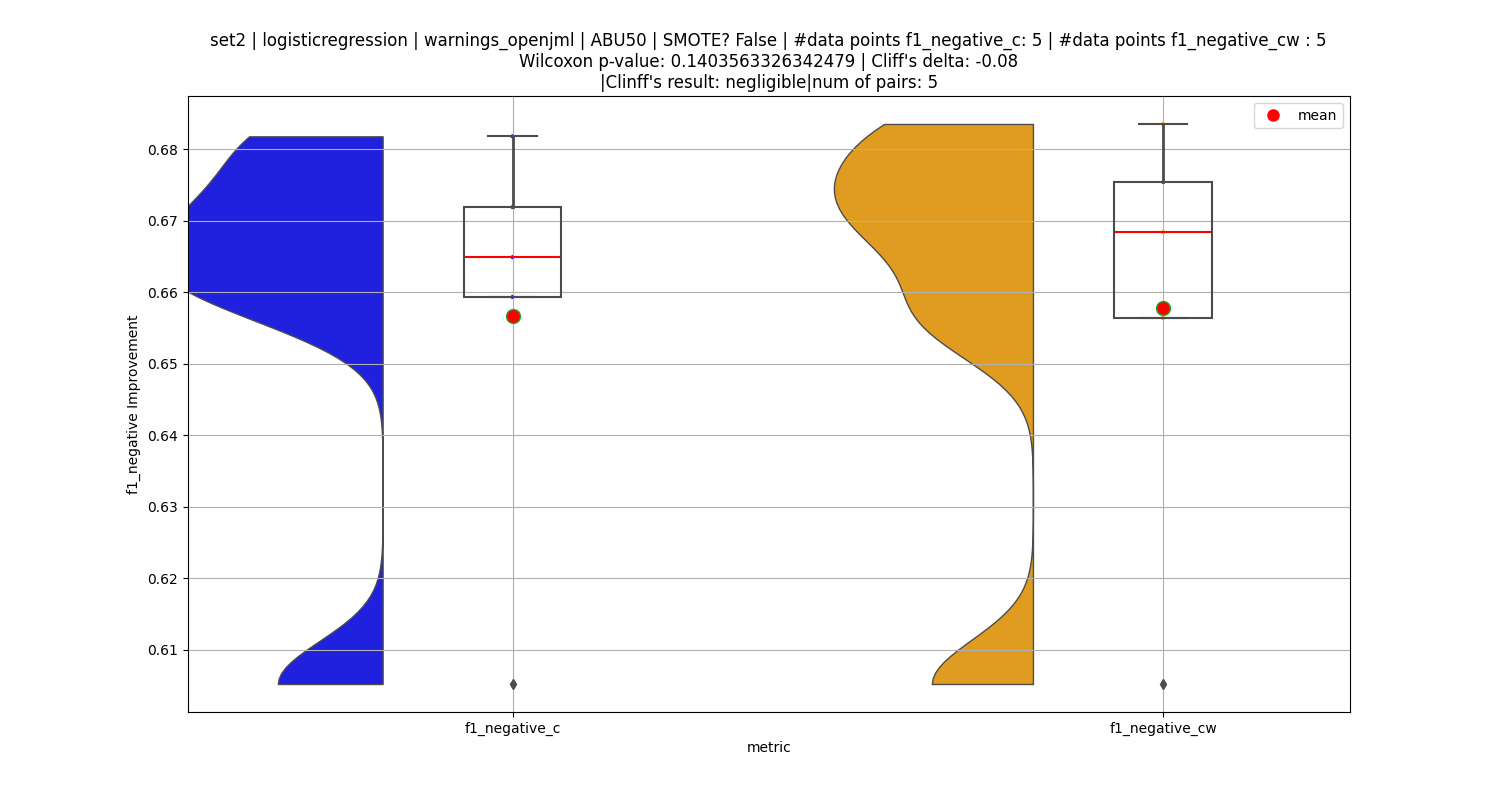 set2 | logisticregression | warnings_openjml | ABU50 | SMOTE? False | #data points f1_negative_c: 5 | #data points f1_negative_cw : 5
Wilcoxon p-value: 0.1403563326342479 | Cliff's delta: -0.08
|Clinff's result: negligible|num of pairs: 5
mean
0.68
0.67
0.66
0.65
0.64
0.63
0.62
0.61
f1_negative Improvement
f1_negative_c
f1_negative_cw
metric